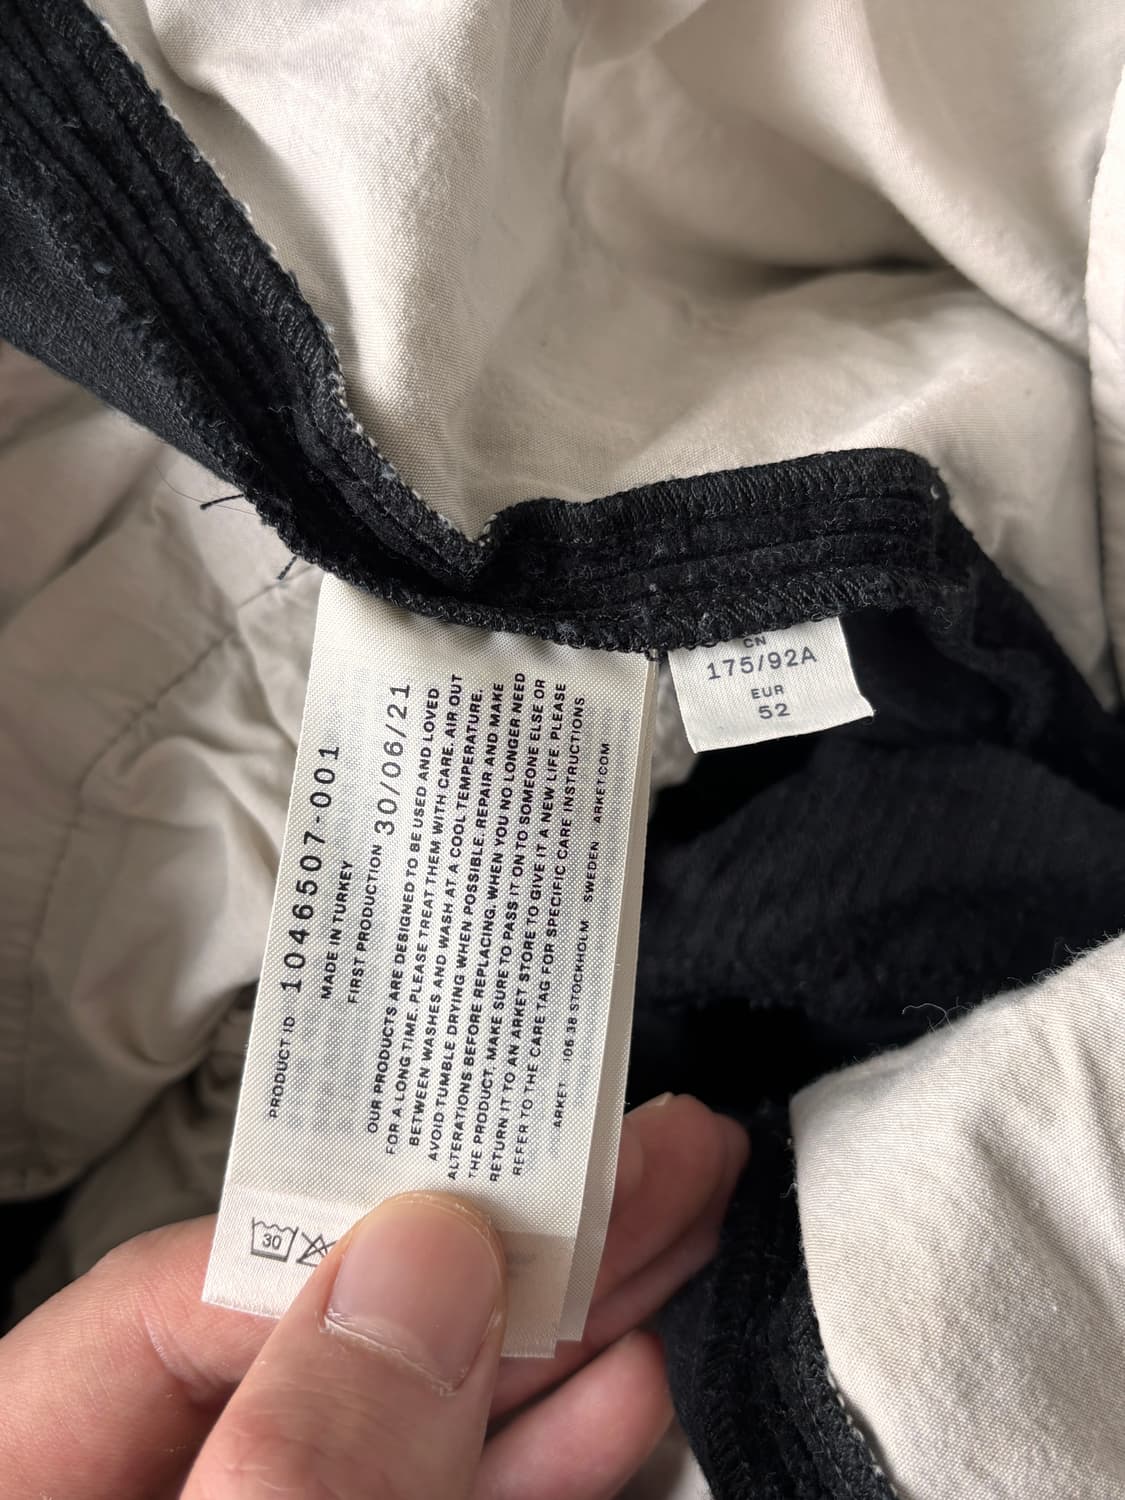 PRODUCT ID 1046507-001
MADE IN TURKEY
FIRST PRODUCTION 30/06/21
OUR PRODUCTS ARE DESIGNED TO BE USED AND LOVED
FOR A LONG TIME. PLEASE TREAT THEM WITH CARE. AIR OUT
BETWEEN WASHES AND WASH AT A COOL TEMPERATURE.
AVOID TUMBLE DRYING WHEN POSSIBLE. REPAIR AND MAKE
ALTERATIONS BEFORE REPLACING. WHEN YOU NO LONGER NEED
THE PRODUCT, MAKE SURE TO PASS IT ON TO SOMEONE ELSE OR
RETURN IT TO AN ARKET STORE TO GIVE IT A NEW LIFE. PLEASE
REFER TO THE CARE TAG FOR SPECIFIC CARE INSTRUCTIONS
ARKET 106 38 STOCKHOLM SWEDEN ARKET.COM
30
CN
175/92A
EUR
52